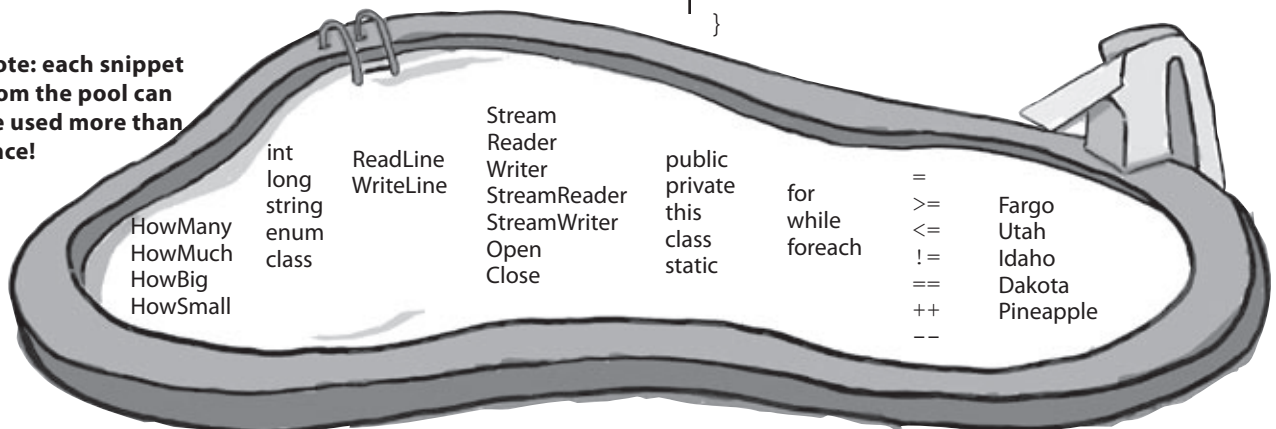 }
ote: each snippet
om the pool can
e used more than
nce!
HowMany
HowMuch
HowBig
HowSmall
int
long
string
enum
class
ReadLine
WriteLine
Stream
Reader
Writer
StreamReader
StreamWriter
Open
Close
public
private
this
class
static
for
while
foreach
=
>=
<=
!=
==
++
--
Fargo
Utah
Idaho
Dakota
Pineapple